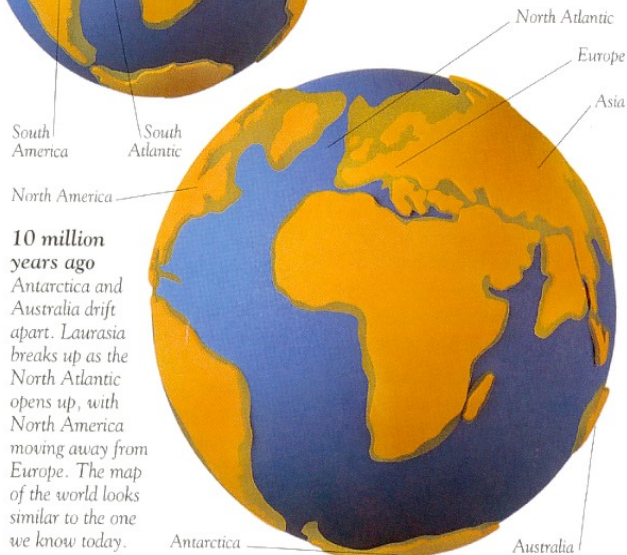 North Atlantic
Europe
Asia
South
America
South
Atlantic
North America
10 million
years ago
Antarctica and
Australia drift
apart. Laurasia
breaks up as the
North Atlantic
opens up, with
North America
moving away from
Europe. The map
of the world looks
similar to the one
we know today.
Antarctica
Australia